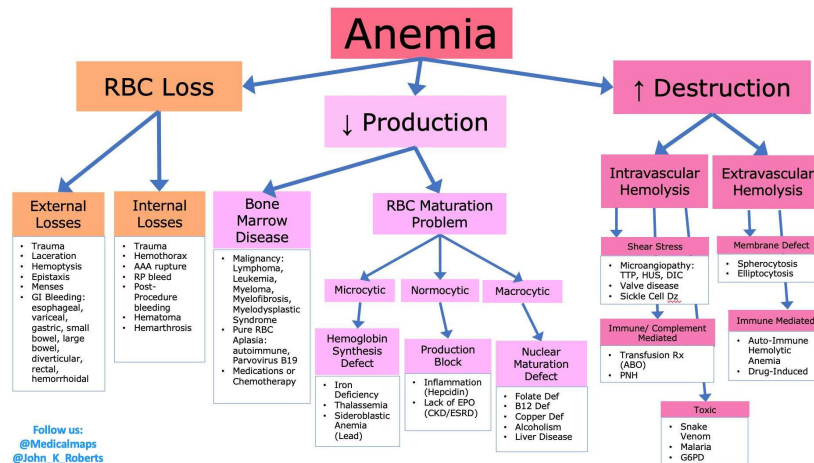 Anemia
RBC Loss
↓ Production
↑ Destruction
External
Losses
• Trauma
• Laceration
• Hemoptysis
• Epistaxis
• Menses
• GI Bleeding:
esophageal,
variceal,
gastric, small
bowel, large
bowel,
diverticular,
rectal,
hemorrhoidal
Internal
Losses
• Trauma
• Hemothorax
• AAA rupture
• RP bleed
• Post-
Procedure
bleeding
• Hematoma
• Hemarthrosis
Bone
Marrow
Disease
• Malignancy:
Lymphoma,
Leukemia,
Myeloma,
Myelofibrosis,
Myelodysplastic
Syndrome
• Pure RBC
Aplasia:
autoimmune,
Parvovirus B19
• Medications or
Chemotherapy
RBC Maturation
Problem
Microcytic
Normocytic
Macrocytic
Hemoglobin
Synthesis
Defect
• Iron
Deficiency
• Thalassemia
• Sideroblastic
Anemia
(Lead)
Production
Block
• Inflammation
(Hepcidin)
• Lack of EPO
(CKD/ESRD)
Nuclear
Maturation
Defect
• Folate Def
• B12 Def
• Copper Def
• Alcoholism
• Liver Disease
Intravascular
Hemolysis
Shear Stress
• Microangiopathy:
TTP, HUS, DIC
• Valve disease
• Sickle Cell Dz
Immune/ Complement
Mediated
• Transfusion Rx
(ABO)
• PNH
Toxic
• Snake
Venom
• Malaria
• G6PD
Extravascular
Hemolysis
Membrane Defect
• Spherocytosis
• Elliptocytosis
Immune Mediated
• Auto-Immune
Hemolytic
Anemia
• Drug-Induced
Follow us:
@Medicalmaps
@John_K_Roberts